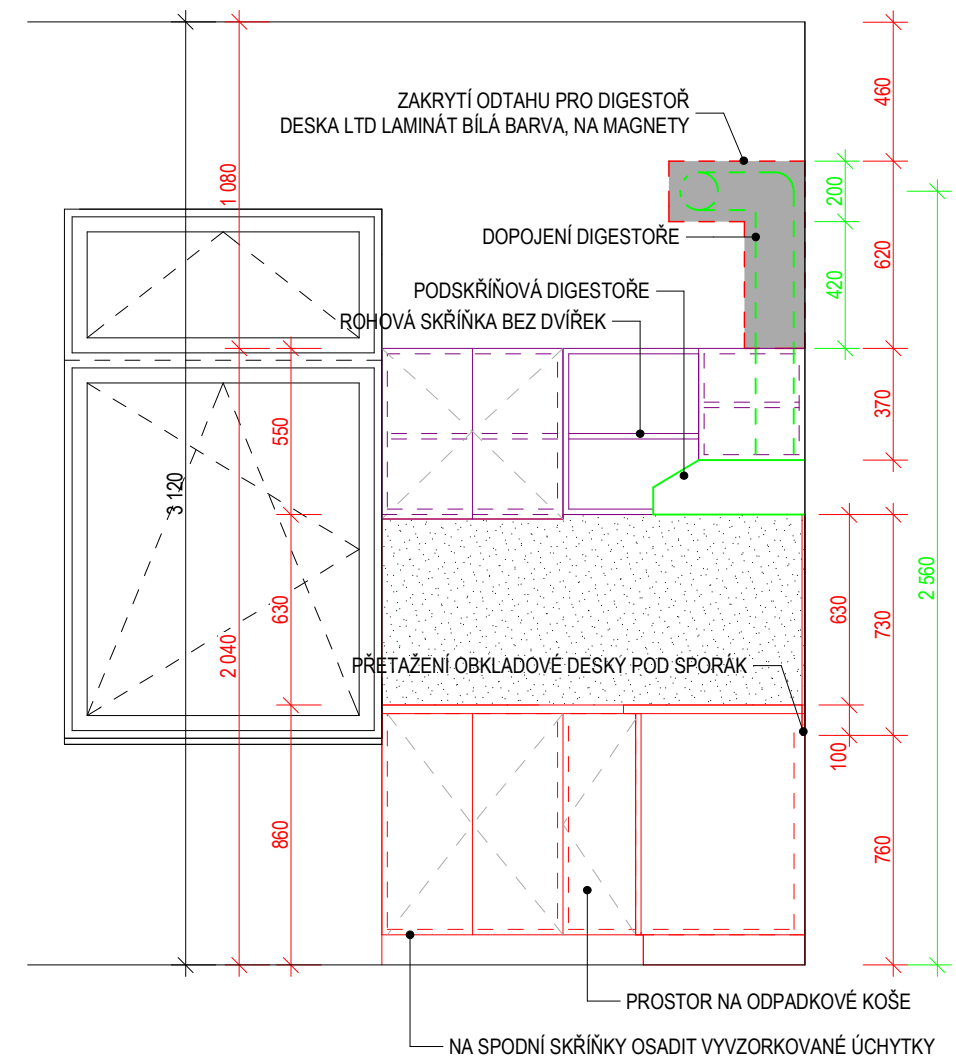 ZAKRYTÍ ODTAHU PRO DIGESTOŘ
DESKA LTD LAMINÁT BÍLÁ BARVA, NA MAGNETY
460
1 080
200
DOPOJENÍ DIGESTOŘE
620
420
PODSKŘÍŇOVÁ DIGESTOŘE
ROHOVÁ SKŘÍŇKA BEZ DVÍŘEK
370
550
3 120
2 560
630
630
730
2 040
PŘETAŽENÍ OBKLADOVÉ DESKY POD SPORÁK
100
860
760
PROSTOR NA ODPADKOVÉ KOŠE
NA SPODNÍ SKŘÍŇKY OSADIT VYVZORKOVANÉ ÚCHYTKY